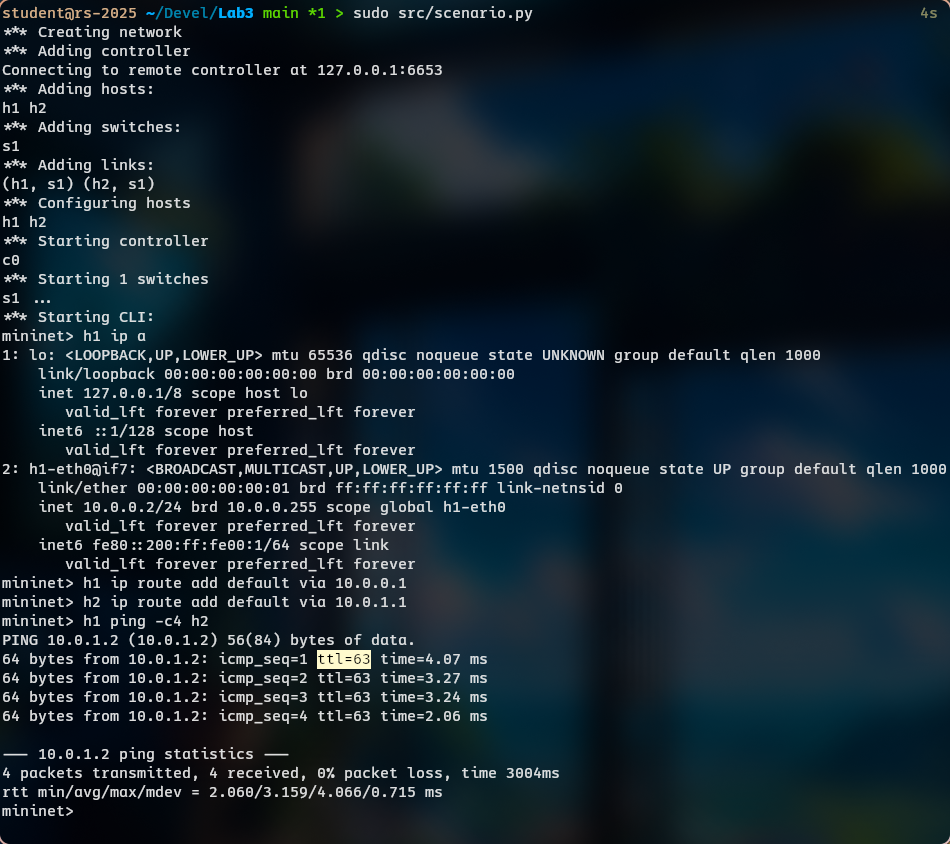 student@rs-2025 ~/Devel/Lab3 main *1 > sudo src/scenario.py 4s
*** Creating network
*** Adding controller
Connecting to remote controller at 127.0.0.1:6653
*** Adding hosts:
h1 h2
*** Adding switches:
s1
*** Adding links:
(h1, s1) (h2, s1)
*** Configuring hosts
h1 h2
*** Starting controller
c0
*** Starting 1 switches
s1 ...
*** Starting CLI:
mininet> h1 ip a
1: lo: <LOOPBACK,UP,LOWER_UP> mtu 65536 qdisc noqueue state UNKNOWN group default qlen 1000
    link/loopback 00:00:00:00:00:00 brd 00:00:00:00:00:00
    inet 127.0.0.1/8 scope host lo
       valid_lft forever preferred_lft forever
    inet6 ::1/128 scope host
       valid_lft forever preferred_lft forever
2: h1-eth0@if7: <BROADCAST,MULTICAST,UP,LOWER_UP> mtu 1500 qdisc noqueue state UP group default qlen 1000
    link/ether 00:00:00:00:00:01 brd ff:ff:ff:ff:ff:ff link-netnsid 0
    inet 10.0.0.2/24 brd 10.0.0.255 scope global h1-eth0
       valid_lft forever preferred_lft forever
    inet6 fe80::200:ff:fe00:1/64 scope link
       valid_lft forever preferred_lft forever
mininet> h1 ip route add default via 10.0.0.1
mininet> h2 ip route add default via 10.0.1.1
mininet> h1 ping -c4 h2
PING 10.0.1.2 (10.0.1.2) 56(84) bytes of data.
64 bytes from 10.0.1.2: icmp_seq=1 ttl=63 time=4.07 ms
64 bytes from 10.0.1.2: icmp_seq=2 ttl=63 time=3.27 ms
64 bytes from 10.0.1.2: icmp_seq=3 ttl=63 time=3.24 ms
64 bytes from 10.0.1.2: icmp_seq=4 ttl=63 time=2.06 ms

--- 10.0.1.2 ping statistics ---
4 packets transmitted, 4 received, 0% packet loss, time 3004ms
rtt min/avg/max/mdev = 2.060/3.159/4.066/0.715 ms
mininet>